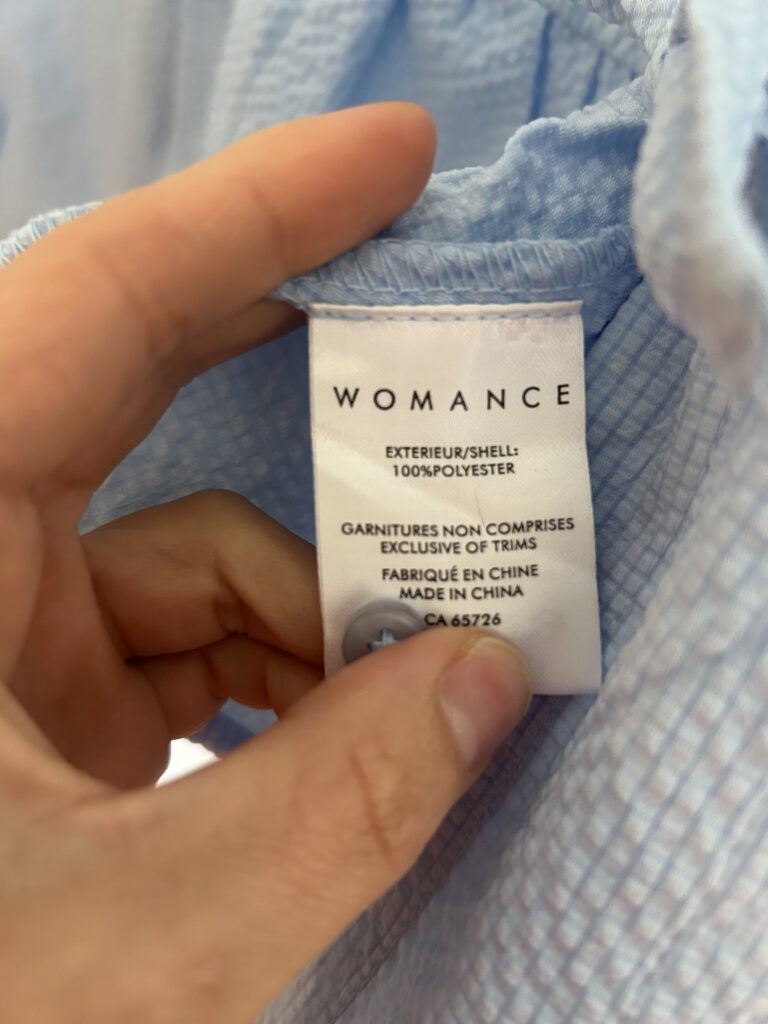 WOMANCE
EXTERIEUR/SHELL:
100%POLYESTER
GARNITURES NON COMPRISES
EXCLUSIVE OF TRIMS
FABRIQUÉ EN CHINE
MADE IN CHINA
CA 65726